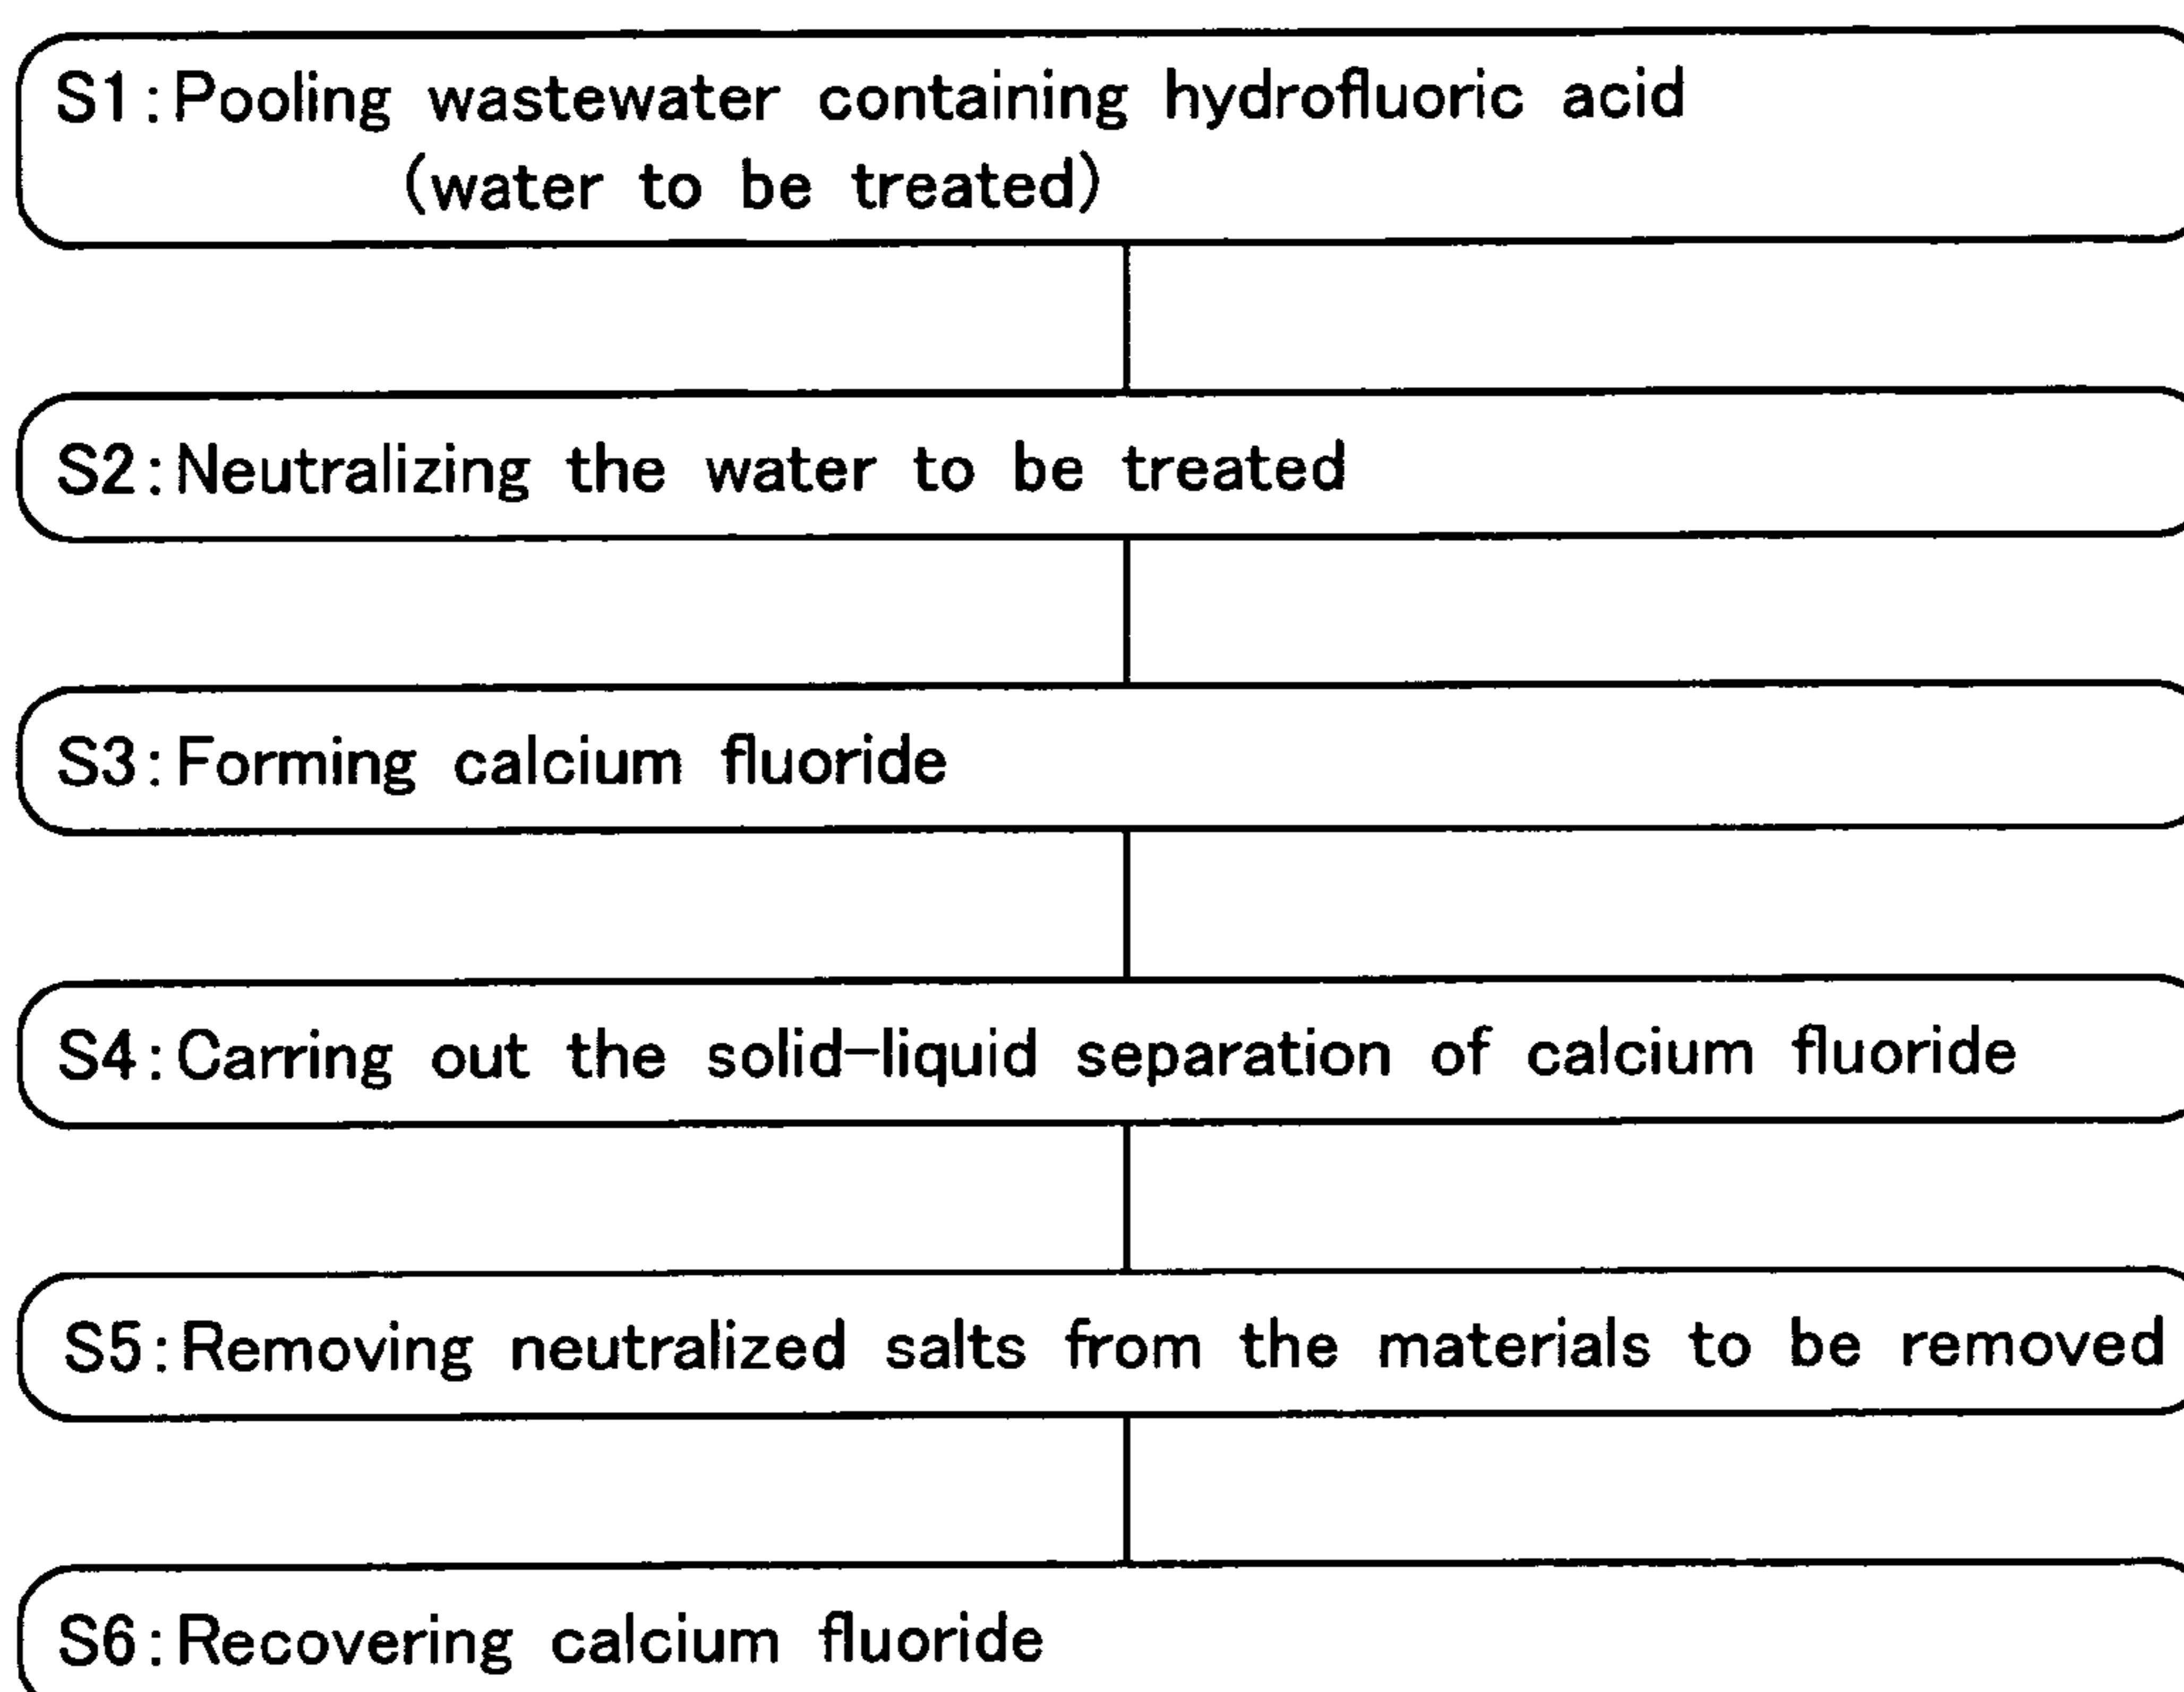 S1:Pooling wastewater containing hydrofluoric acid
(water to be treated)
S2:Neutralizing the water to be treated
S3:Forming calcium fluoride
S4:Carring out the solid-liquid separation of calcium fluoride
S5:Removing neutralized salts from the materials to be removed
S6:Recovering calcium fluoride